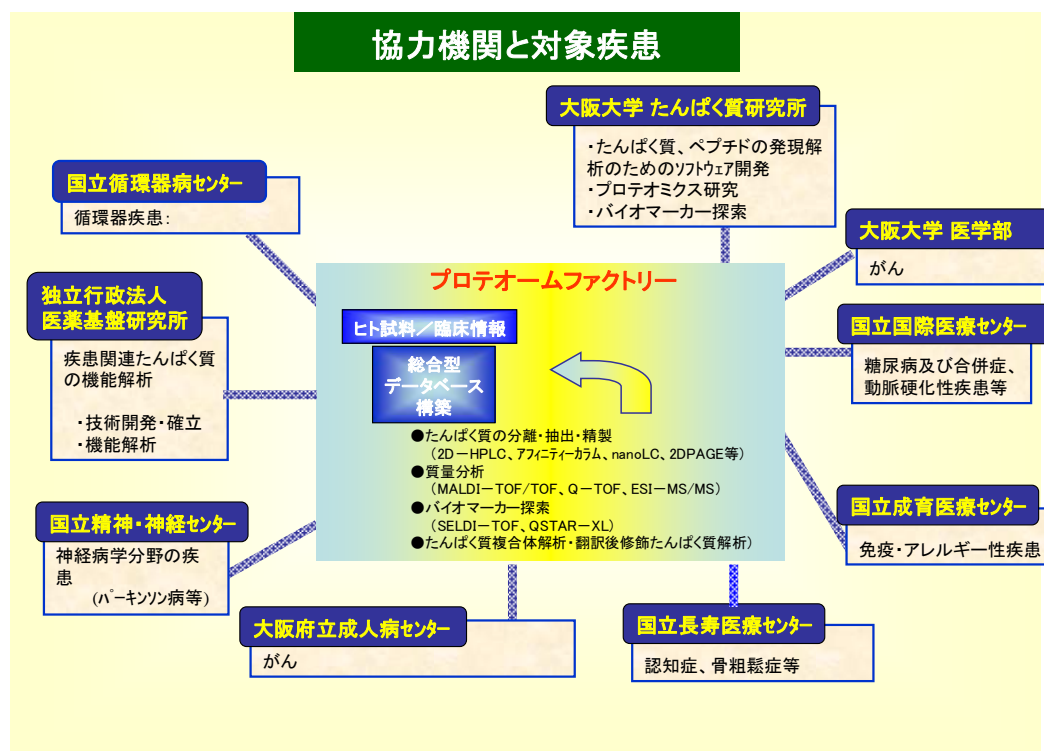 協力機関と対象疾患
大阪大学 たんぱく質研究所
・たんぱく質、ペプチドの発現解
析のためのソフトウェア開発
・プロテオミクス研究
・バイオマーカー探索
国立循環器病センター
循環器疾患:
大阪大学 医学部
がん
独立行政法人
医薬基盤研究所
疾患関連たんぱく質
の機能解析
・技術開発・確立
・機能解析
プロテオームファクトリー
ヒト試料／臨床情報
総合型
データベース
構築
●たんぱく質の分離・抽出・精製
(2D－HPLC、アフィニティーカラム、nanoLC、2DPAGE等)
●質量分析
(MALDI－TOF/TOF、Q－TOF、ESI－MS/MS)
●バイオマーカー探索
(SELDI－TOF、QSTAR－XL)
●たんぱく質複合体解析・翻訳後修飾たんぱく質解析)
国立国際医療センター
糖尿病及び合併症、
動脈硬化性疾患等
国立精神・神経センター
神経病学分野の疾
患
(パーキンソン病等)
国立成育医療センター
免疫・アレルギー性疾患
大阪府立成人病センター
がん
国立長寿医療センター
認知症、骨粗鬆症等